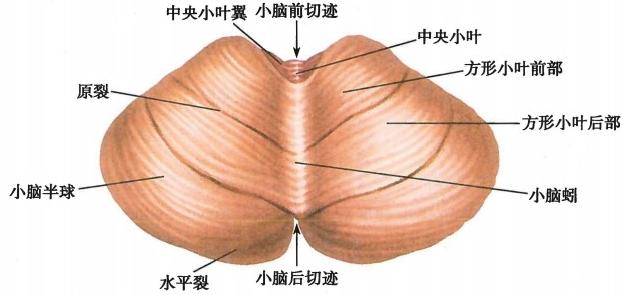 中央小叶翼
小脑前切迹
中央小叶
方形小叶前部
原裂
方形小叶后部
小脑半球
小脑蚓
水平裂
小脑后切迹